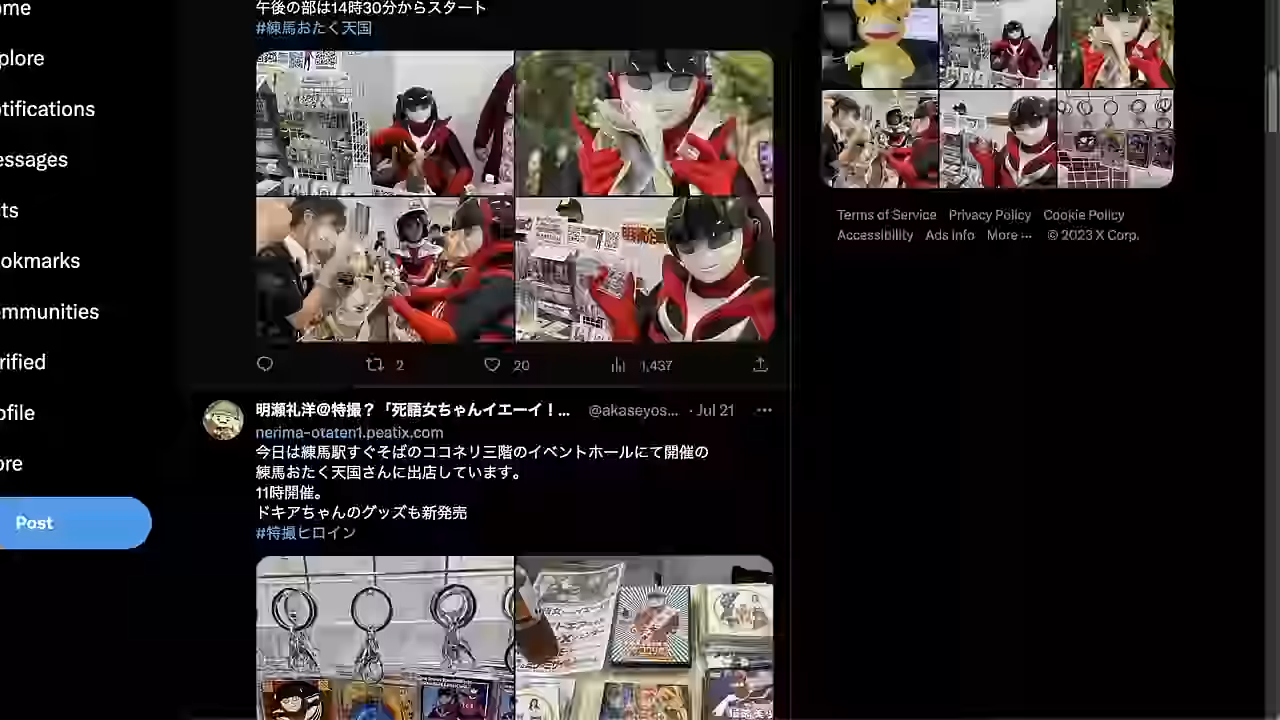 ome
plore
otifications
essages
ts
okmarks
mmunities
rified
ofile
ore
Post
午後の部は14時30分からスタート
#練馬おたく天国
2
20
1,437
明瀬礼洋@特撮？「死語女ちゃんイエーイ！... @akaseyos... · Jul 21
nerima-otaten1.peatix.com
今日は練馬駅すぐそばのココネリ三階のイベントホールにて開催の
練馬おたく天国さんに出店しています。
11時開催。
ドキアちゃんのグッズも新発売
#特撮ヒロイン
Terms of Service Privacy Policy Cookie Policy
Accessibility Ads info More ··· © 2023 X Corp.